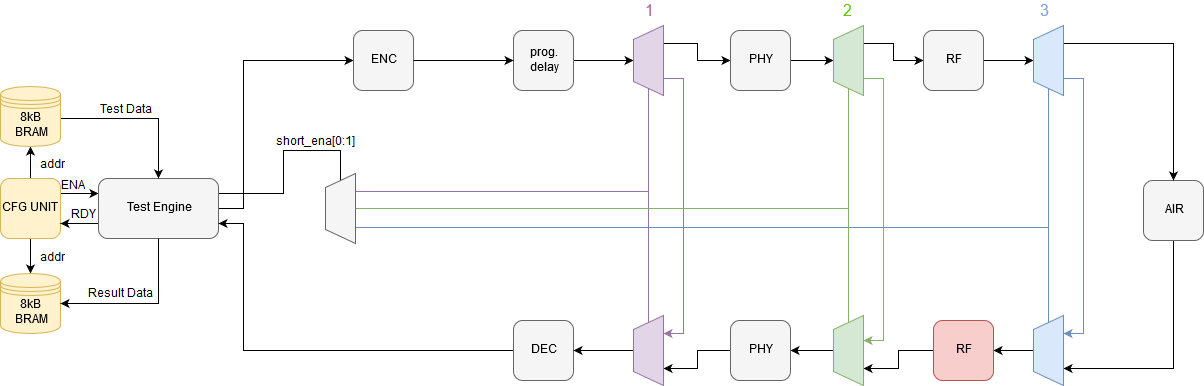 1
2
3
ENC
prog.
delay
PHY
RF
8kB
BRAM
Test Data
short_ena[0:1]
addr
ENA
CFG UNIT
Test Engine
RDY
AIR
addr
Result Data
8kB
BRAM
DEC
PHY
RF